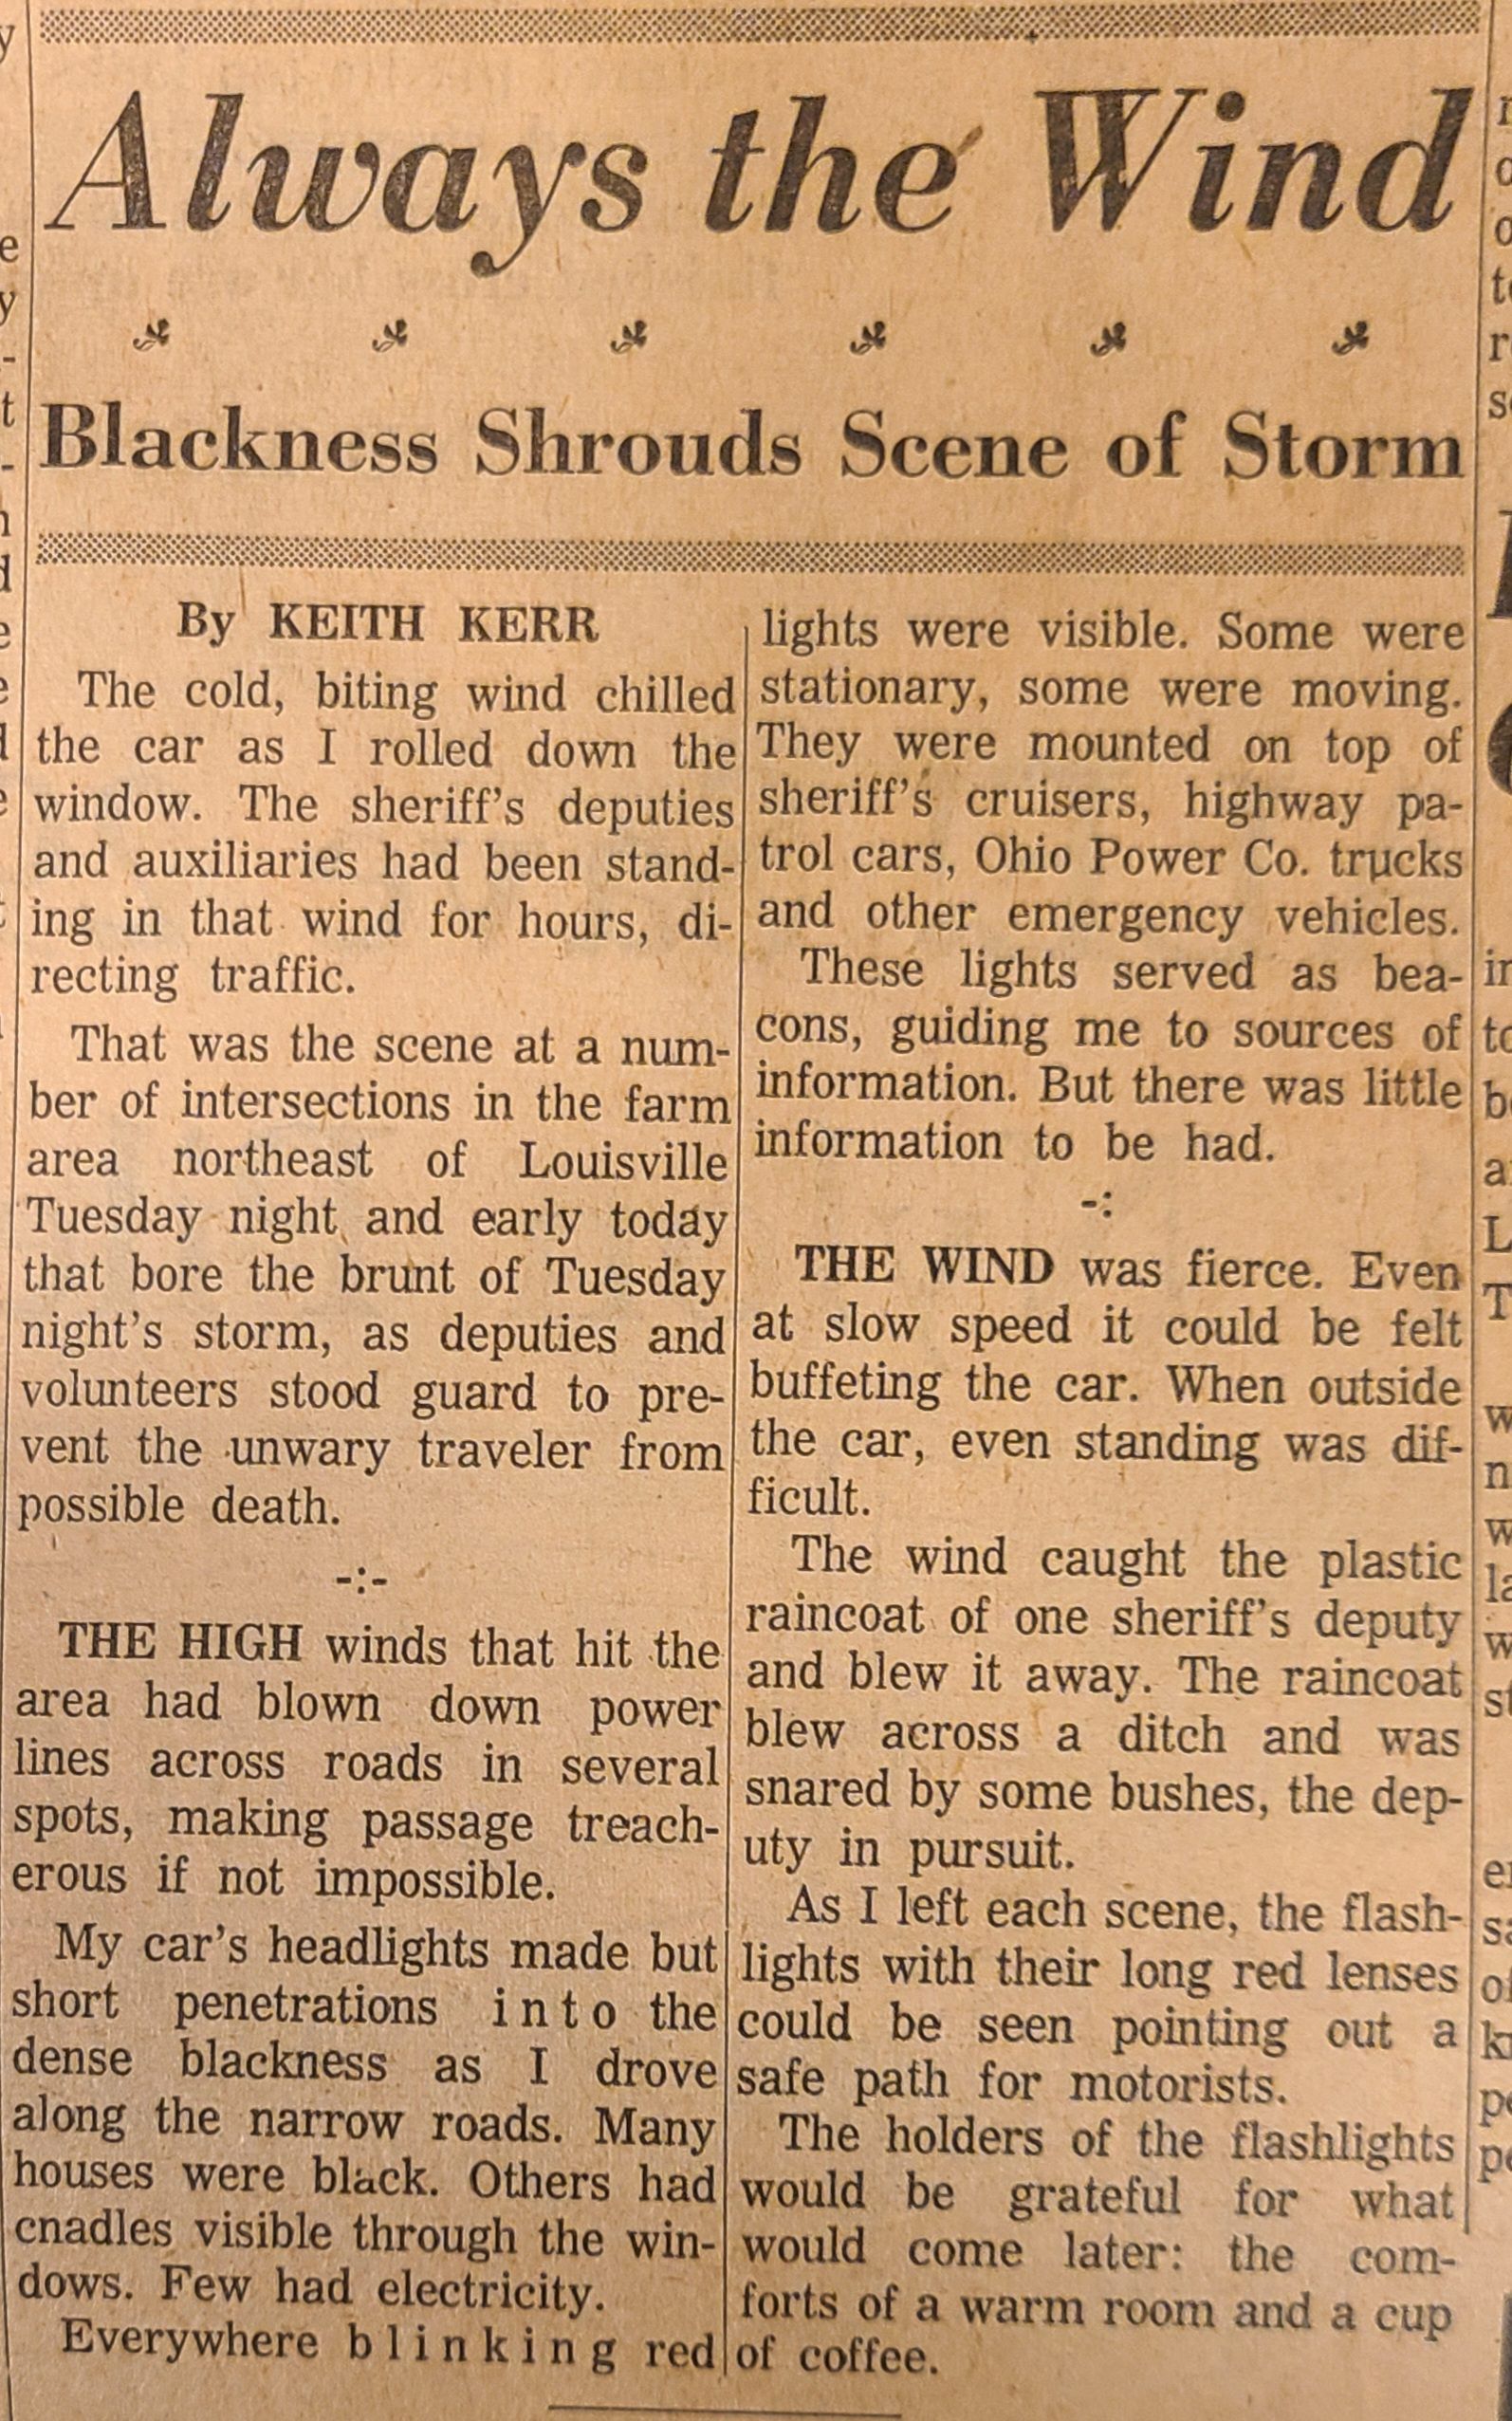 Always the Wind
Blackness Shrouds Scene of Storm
By KEITH KERR
The cold, biting wind chilled
the car as I rolled down the
window. The sheriff's deputies
and auxiliaries had been stand-
ing in that wind for hours, di-
recting traffic.
That was the scene at a num-
ber of intersections in the farm
area northeast of Louisville
Tuesday night and early today
that bore the brunt of Tuesday
night's storm, as deputies and
volunteers stood guard to pre-
vent the unwary traveler from
possible death.
-:-
THE HIGH winds that hit the
area had blown down power
lines across roads in several
spots, making passage treach-
erous if not impossible.
My car's headlights made but
short penetrations into the
dense blackness as I drove
along the narrow roads. Many
houses were black. Others had
cnadles visible through the win-
dows. Few had electricity.
Everywhere blinking red
lights were visible. Some were
stationary, some were moving.
They were mounted on top of
sheriff's cruisers, highway pa-
trol cars, Ohio Power Co. trucks
and other emergency vehicles.
These lights served as bea-
cons, guiding me to sources of
information. But there was little
information to be had.
-:
THE WIND was fierce. Even
at slow speed it could be felt
buffeting the car. When outside
the car, even standing was dif-
ficult.
The wind caught the plastic
raincoat of one sheriff's deputy
and blew it away. The raincoat
blew across a ditch and was
snared by some bushes, the dep-
uty in pursuit.
As I left each scene, the flash-
lights with their long red lenses
could be seen pointing out a
safe path for motorists.
The holders of the flashlights
would be grateful for what
would come later: the com-
forts of a warm room and a cup
of coffee.